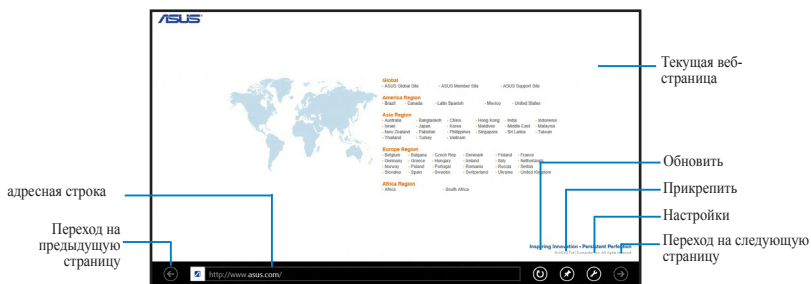 ASUS
Текущая веб-
страница
Global
- ASUS Global Site - ASUS Member Site - ASUS Support Site
America Region
- Brazil - Canada - Latin Spanish - Mexico - United States
Asia Region
- Australia - Bangladesh - China - Hong Kong - India - Indonesia
- Israel - Japan - Korea - Maldives - Middle East - Malaysia
- New Zealand - Pakistan - Philippines - Singapore - Sri Lanka - Taiwan
- Thailand - Turkey - Vietnam
Europe Region
- Belgium - Bulgaria - Czech Rep - Denmark - Finland - France
- Germany - Greece - Hungary - Ireland - Italy - Netherlands
- Norway - Poland - Portugal - Romania - Russia - Serbia
- Slovakia - Spain - Sweden - Switzerland - Ukraine - United Kingdom
Africa Region
- Africa - South Africa
Обновить
Прикрепить
Настройки
Переход на следующую
страницу
адресная строка
Переход на
предыдущую
страницу
Inspiring Innovation • Persistent Perfection
http://www.asus.com/